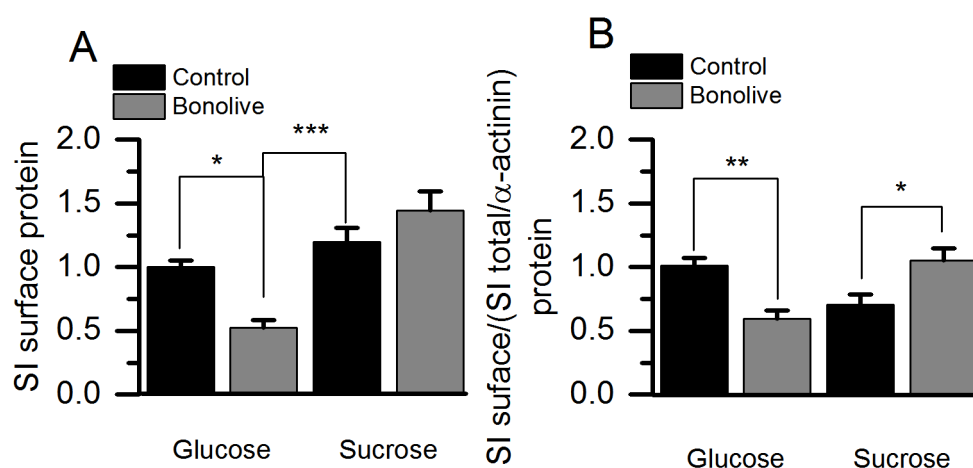 A
Control
Bonolive
SI surface protein
2.0
1.5
1.0
0.5
0.0
*
***
Glucose
Sucrose
B
Control
Bonolive
SI suface/(SI total/α-actinin)
protein
2.0
1.5
1.0
0.5
0.0
**
*
Glucose
Sucrose